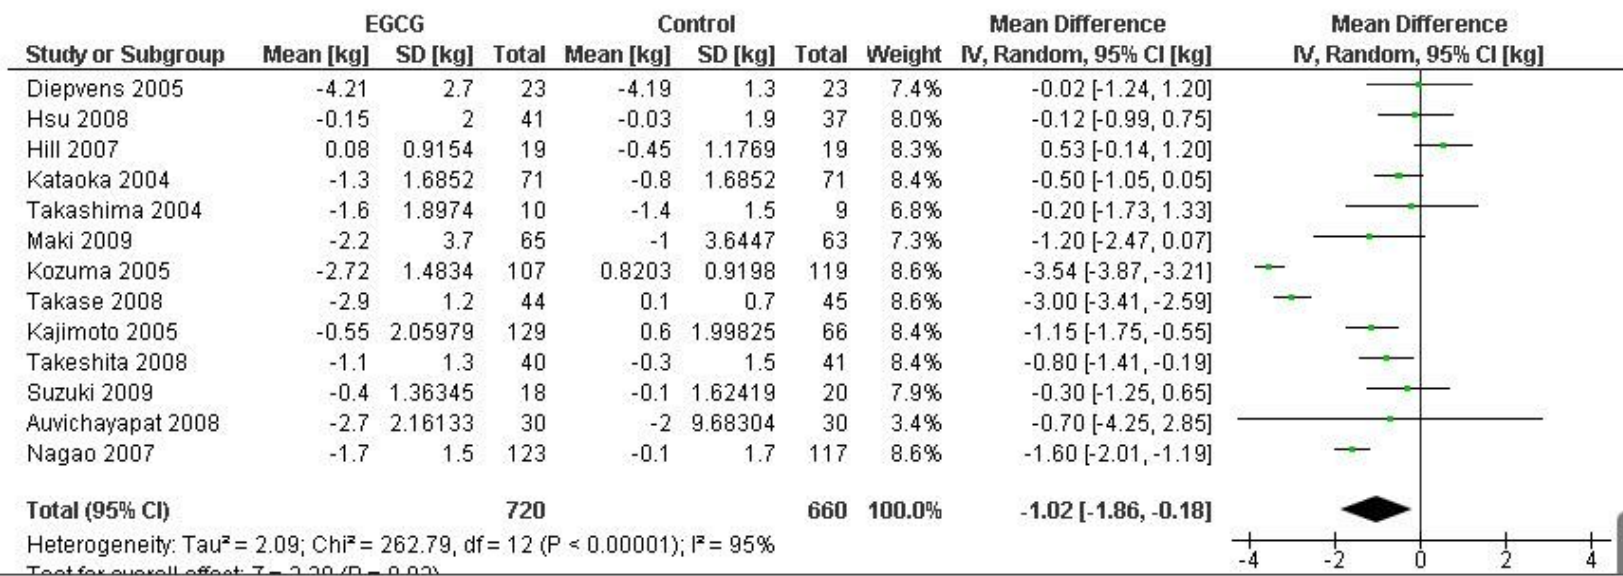 EGCG Control Mean Difference Mean Difference
Study or Subgroup Mean [kg] SD [kg] Total Mean [kg] SD [kg] Total Weight IV, Random, 95% CI [kg] IV, Random, 95% CI [kg]
Diepvens 2005 -4.21 2.7 23 -4.19 1.3 23 7.4% -0.02 [-1.24, 1.20]
Hsu 2008 -0.15 2 41 -0.03 1.9 37 8.0% -0.12 [-0.99, 0.75]
Hill 2007 0.08 0.9154 19 -0.45 1.1769 19 8.3% 0.53 [-0.14, 1.20]
Kataoka 2004 -1.3 1.6852 71 -0.8 1.6852 71 8.4% -0.50 [-1.05, 0.05]
Takashima 2004 -1.6 1.8974 10 -1.4 1.5 9 6.8% -0.20 [-1.73, 1.33]
Maki 2009 -2.2 3.7 65 -1 3.6447 63 7.3% -1.20 [-2.47, 0.07]
Kozuma 2005 -2.72 1.4834 107 0.8203 0.9198 119 8.6% -3.54 [-3.87, -3.21]
Takase 2008 -2.9 1.2 44 0.1 0.7 45 8.6% -3.00 [-3.41, -2.59]
Kajimoto 2005 -0.55 2.05979 129 0.6 1.99825 66 8.4% -1.15 [-1.75, -0.55]
Takeshita 2008 -1.1 1.3 40 -0.3 1.5 41 8.4% -0.80 [-1.41, -0.19]
Suzuki 2009 -0.4 1.36345 18 -0.1 1.62419 20 7.9% -0.30 [-1.25, 0.65]
Auvichayapat 2008 -2.7 2.16133 30 -2 9.68304 30 3.4% -0.70 [-4.25, 2.85]
Nagao 2007 -1.7 1.5 123 -0.1 1.7 117 8.6% -1.60 [-2.01, -1.19]
Total (95% CI) 720 660 100.0% -1.02 [-1.86, -0.18]
Heterogeneity: Tau² = 2.09; Chi² = 262.79, df = 12 (P < 0.00001); I² = 95%
-4 -2 0 2 4
Test for overall effect: Z =